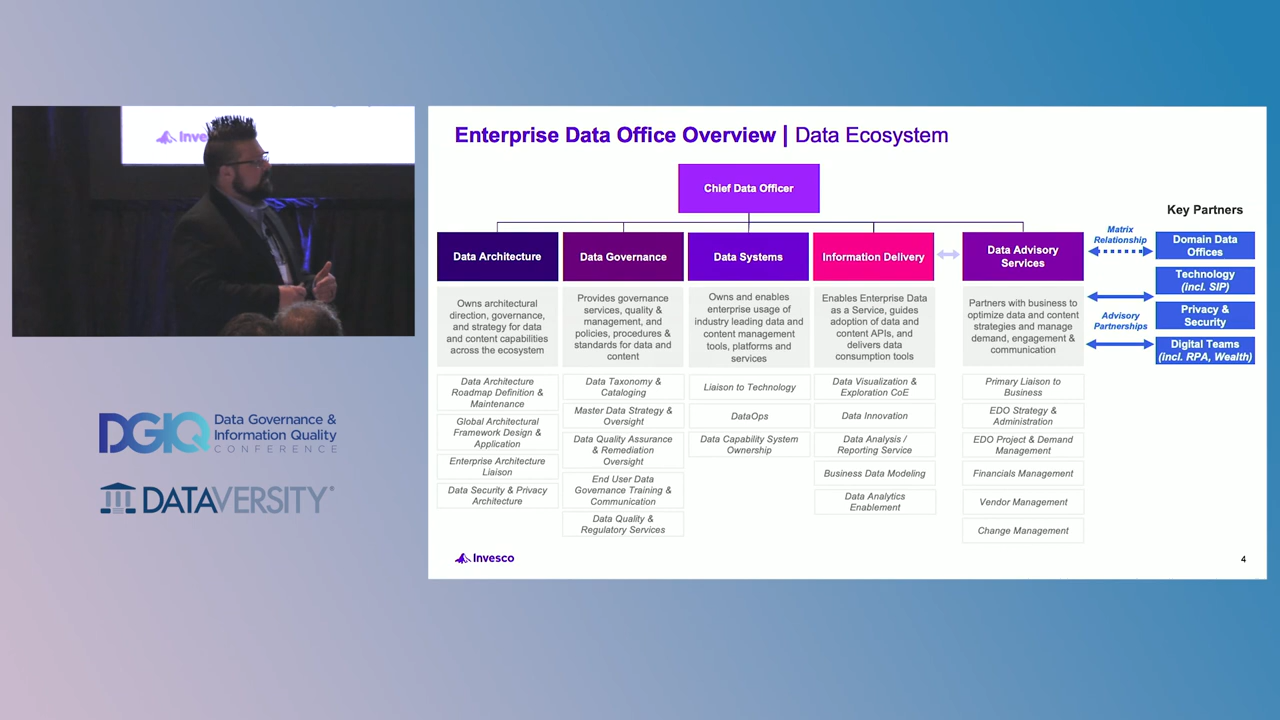 Inve
DGIQ
Data Governance &
Information Quality
CONFERENCE
DATAVERSITY
Enterprise Data Office Overview | Data Ecosystem
Chief Data Officer
Key Partners
Data Architecture
Owns architectural
direction, governance,
and strategy for data
and content capabilities
across the ecosystem
Data Architecture
Roadmap Definition &
Maintenance
Global Architectural
Framework Design &
Application
Enterprise Architecture
Liaison
Data Security & Privacy
Architecture
Data Governance
Provides governance
services, quality &
management, and
policies, procedures &
standards for data and
content
Data Taxonomy &
Cataloging
Master Data Strategy &
Oversight
Data Quality Assurance
& Remediation
Oversight
End User Data
Governance Training &
Communication
Data Quality &
Regulatory Services
Data Systems
Owns and enables
enterprise usage of
industry leading data and
content management
tools, platforms and
services
Liaison to Technology
DataOps
Data Capability System
Ownership
Information Delivery
Enables Enterprise Data
as a Service, guides
adoption of data and
content APIs, and
delivers data
consumption tools
Data Visualization &
Exploration CoE
Data Innovation
Data Analysis /
Reporting Service
Business Data Modeling
Data Analytics
Enablement
Data Advisory
Services
Partners with business to
optimize data and content
strategies and manage
demand, engagement &
communication
Primary Liaison to
Business
EDO Strategy &
Administration
EDO Project & Demand
Management
Financials Management
Vendor Management
Change Management
Matrix
Relationship
Advisory
Partnerships
Domain Data
Offices
Technology
(incl. SIP)
Privacy &
Security
Digital Teams
(incl. RPA, Wealth)
Invesco
4